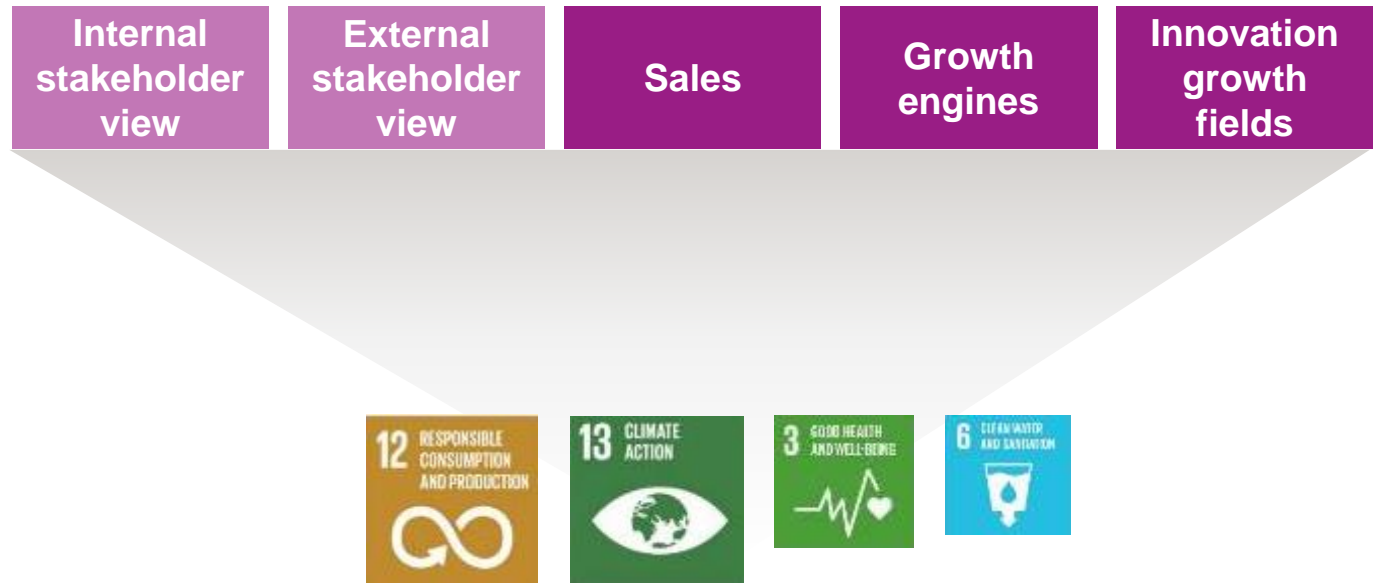 Internal
stakeholder
view
External
stakeholder
view
Sales
Growth
engines
Innovation
growth
fields
12 RESPONSIBLE
CONSUMPTION
AND PRODUCTION
13 CLIMATE
ACTION
3 GOOD HEALTH
AND WELL-BEING
6 CLEAN WATER
AND SANITATION